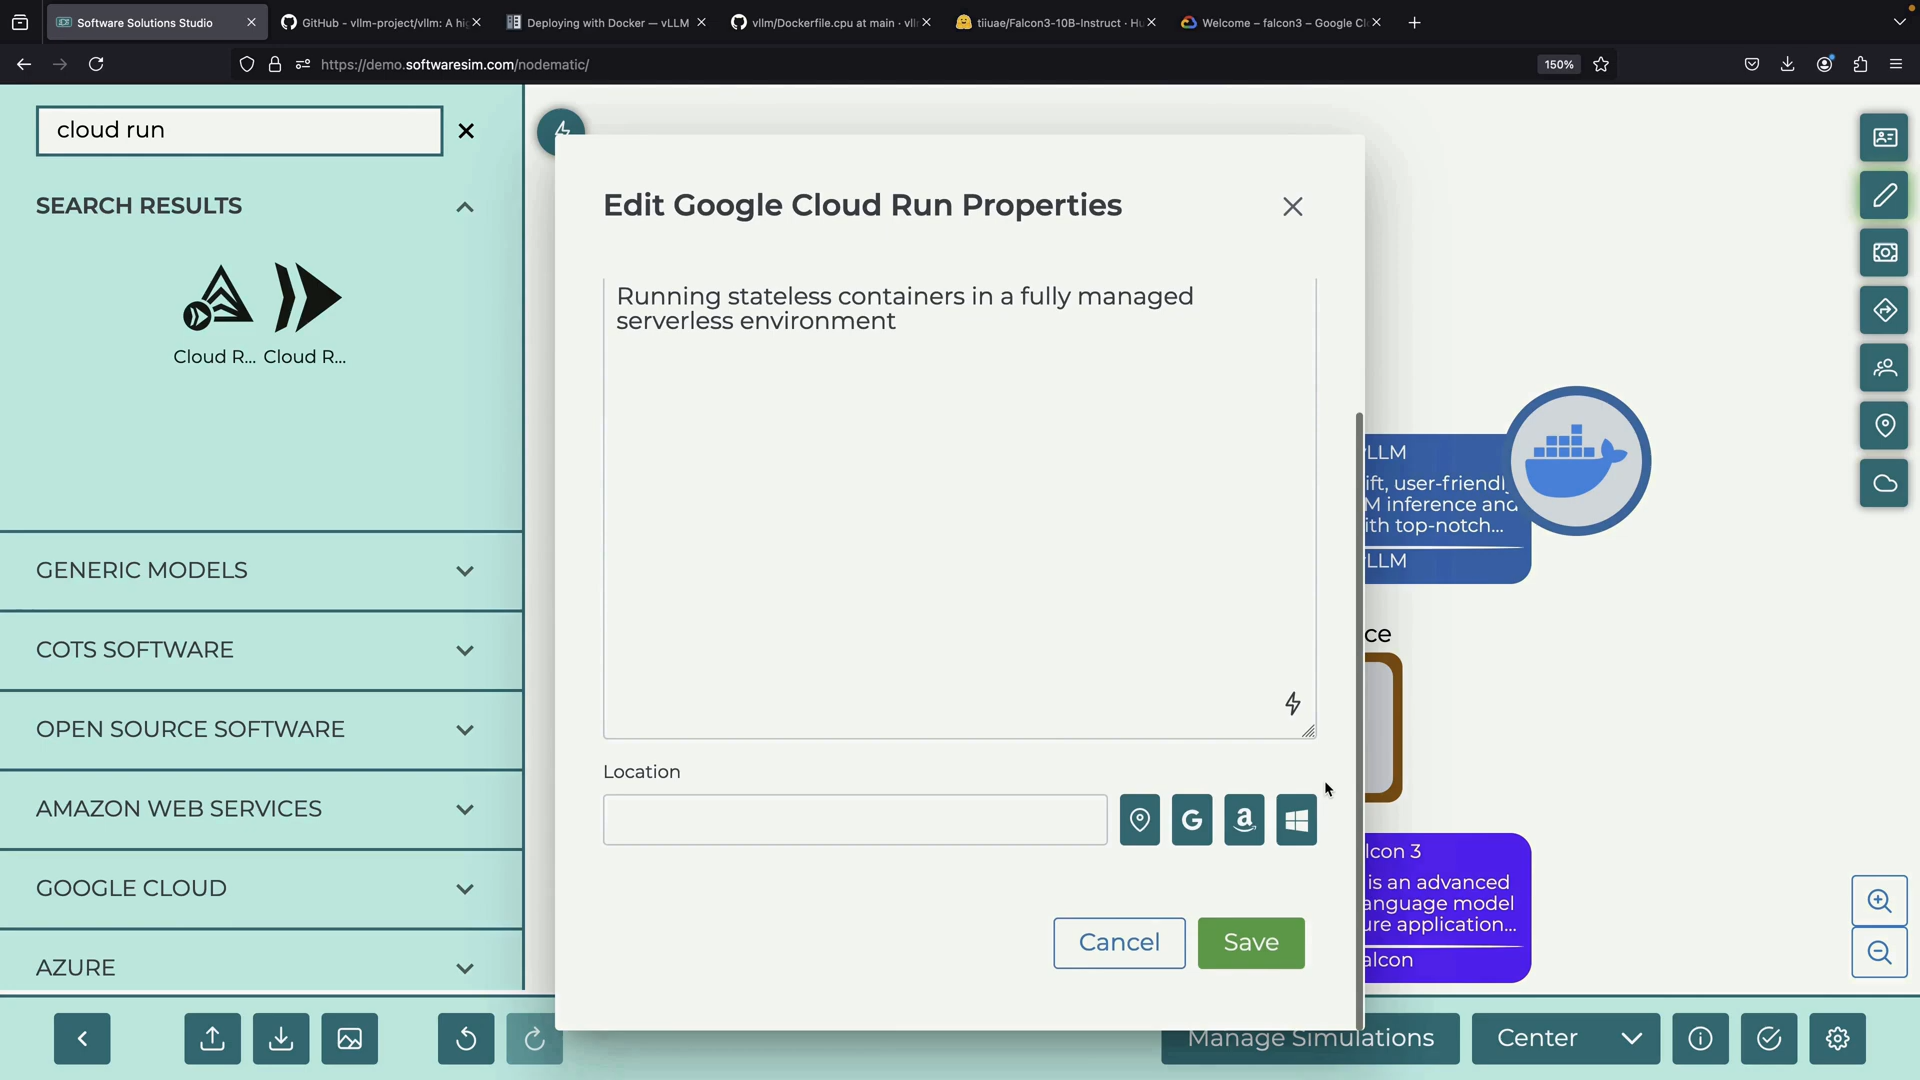 Software Solutions Studio
GitHub - vllm-project/vllm: A hig
Deploying with Docker — vLLM
vllm/Dockerfile.cpu at main · vll
tiiuae/Falcon3-10B-Instruct · Hu
Welcome – falcon3 – Google Cl
https://demo.softwaresim.com/nodematic/
150%
cloud run
SEARCH RESULTS
Cloud R... Cloud R...
GENERIC MODELS
COTS SOFTWARE
OPEN SOURCE SOFTWARE
AMAZON WEB SERVICES
GOOGLE CLOUD
AZURE
Edit Google Cloud Run Properties
Running stateless containers in a fully managed
serverless environment
Location
Cancel
Save
LLM
ift, user-friendly
M inference and
ith top-notch...
LLM
ce
lcon 3
is an advanced
anguage model
ure application...
alcon
Manage Simulations
Center